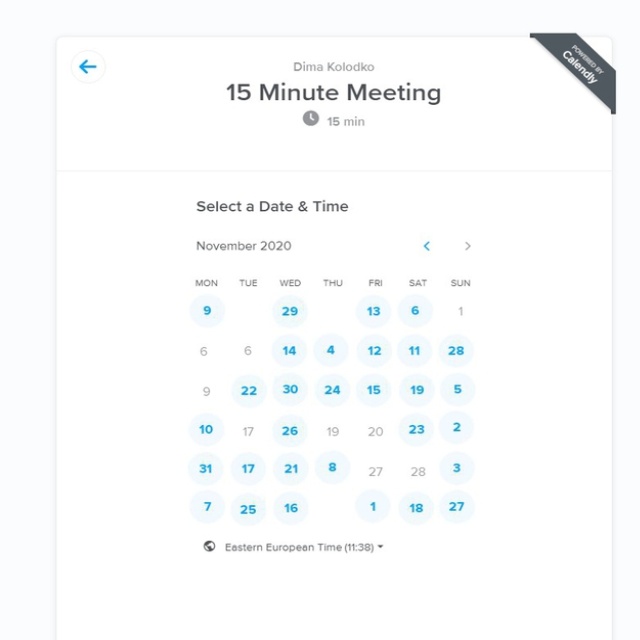 POWERED BY
Calendly
Dima Kolodko
15 Minute Meeting
15 min
Select a Date & Time
November 2020
MON TUE WED THU FRI SAT SUN
9 29 13 6 1
6 6 14 4 12 11 28
9 22 30 24 15 19 5
10 17 26 19 20 23 2
31 17 21 8 27 28 3
7 25 16 1 18 27
Eastern European Time (11:38)